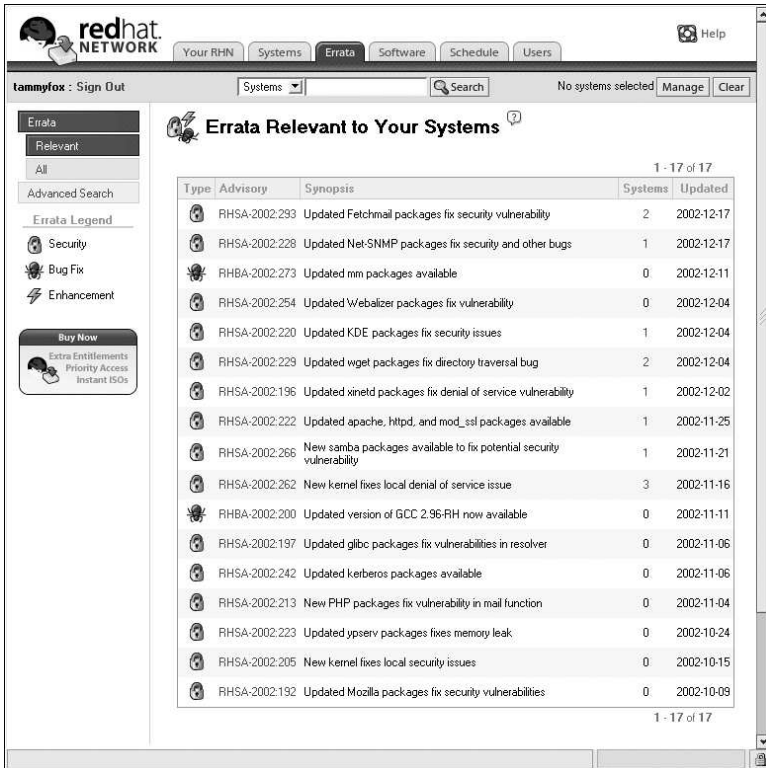 redhat.
NETWORK
Your RHN Systems Errata Software Schedule Users
Help
tammyfox : Sign Out
Systems
Search
No systems selected Manage Clear
Errata
Relevant
All
Advanced Search
Errata Legend
Security
Bug Fix
Enhancement
Buy Now
Extra Entitlements
Priority Access
Instant ISOs
Errata Relevant to Your Systems ?
1 - 17 of 17
Type Advisory Synopsis Systems Updated
RHSA-2002:293 Updated Fetchmail packages fix security vulnerability 2 2002-12-17
RHSA-2002:228 Updated Net-SNMP packages fix security and other bugs 1 2002-12-17
RHBA-2002:273 Updated mm packages available 0 2002-12-11
RHSA-2002:254 Updated Webalizer packages fix vulnerability 0 2002-12-04
RHSA-2002:220 Updated KDE packages fix security issues 1 2002-12-04
RHSA-2002:229 Updated wget packages fix directory traversal bug 2 2002-12-04
RHSA-2002:196 Updated xinetd packages fix denial of service vulnerability 1 2002-12-02
RHSA-2002:222 Updated apache, httpd, and mod_ssl packages available 1 2002-11-25
RHSA-2002:266 New samba packages available to fix potential security
vulnerability 1 2002-11-21
RHSA-2002:262 New kernel fixes local denial of service issue 3 2002-11-16
RHBA-2002:200 Updated version of GCC 2.96-RH now available 0 2002-11-11
RHSA-2002:197 Updated glibc packages fix vulnerabilities in resolver 0 2002-11-06
RHSA-2002:242 Updated kerberos packages available 0 2002-11-06
RHSA-2002:213 New PHP packages fix vulnerability in mail function 0 2002-11-04
RHSA-2002:223 Updated ypserv packages fixes memory leak 0 2002-10-24
RHSA-2002:205 New kernel fixes local security issues 0 2002-10-15
RHSA-2002:192 Updated Mozilla packages fix security vulnerabilities 0 2002-10-09
1 - 17 of 17